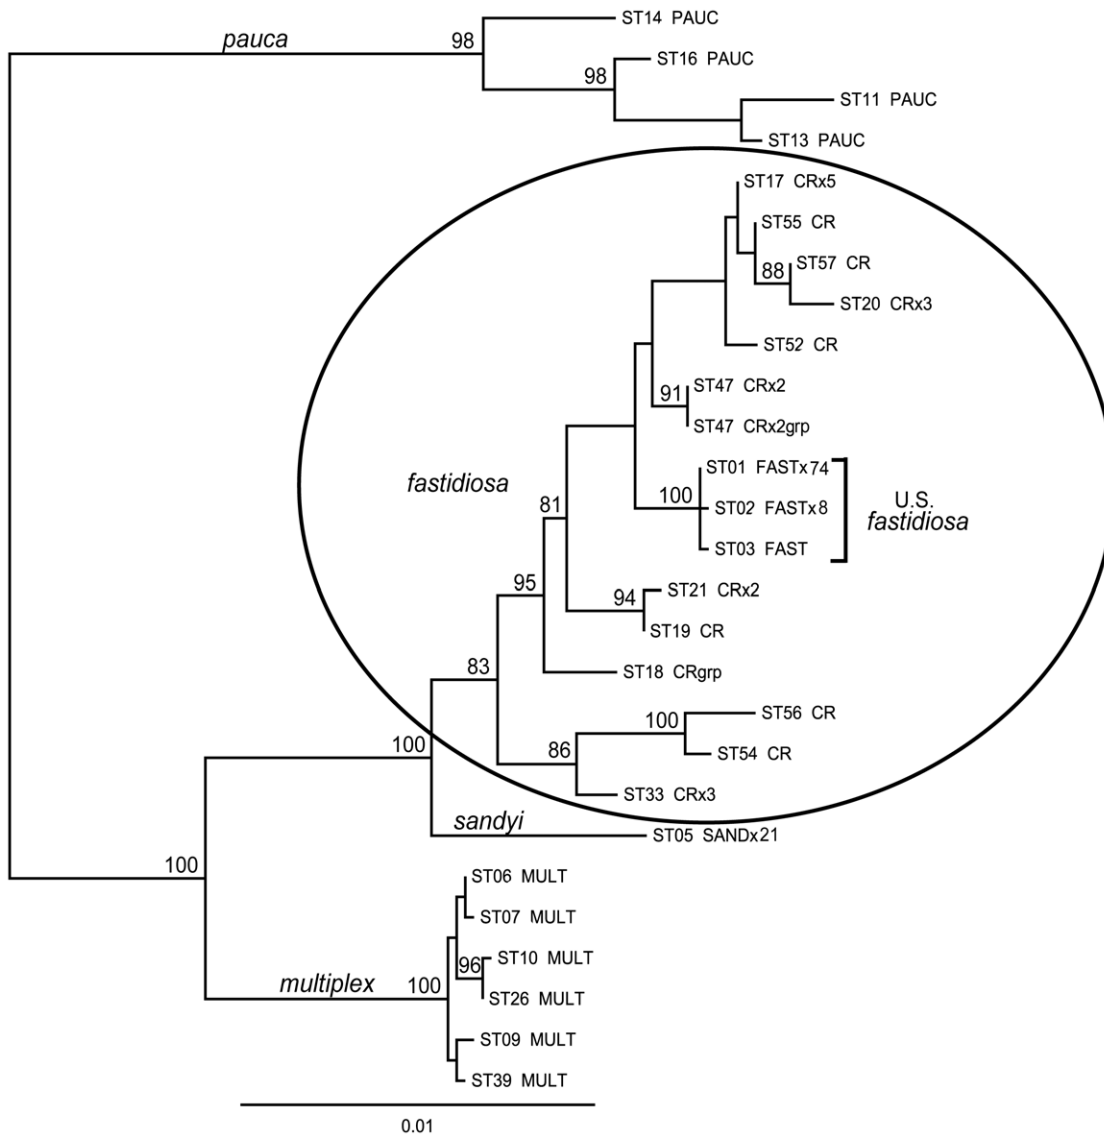 ST14 PAUC
pauca
98
ST16 PAUC
98
ST11 PAUC
ST13 PAUC
ST17 CRx5
ST55 CR
ST57 CR
88
ST20 CRx3
ST52 CR
ST47 CRx2
91
ST47 CRx2grp
ST01 FASTx74
fastidiosa
100
U.S.
fastidiosa
ST02 FASTx8
81
ST03 FAST
95
ST21 CRx2
94
ST19 CR
83
ST18 CRgrp
ST56 CR
100
100
86
ST54 CR
ST33 CRx3
sandyi
ST05 SANDx21
100
ST06 MULT
ST07 MULT
ST10 MULT
96
multiplex
100
ST26 MULT
ST09 MULT
ST39 MULT
0.01